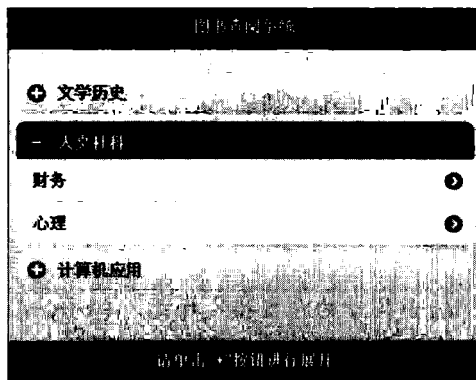 图书查阅系统
文学历史
人文社科
财务
心理
计算机应用
请单击“+”按钮进行展开